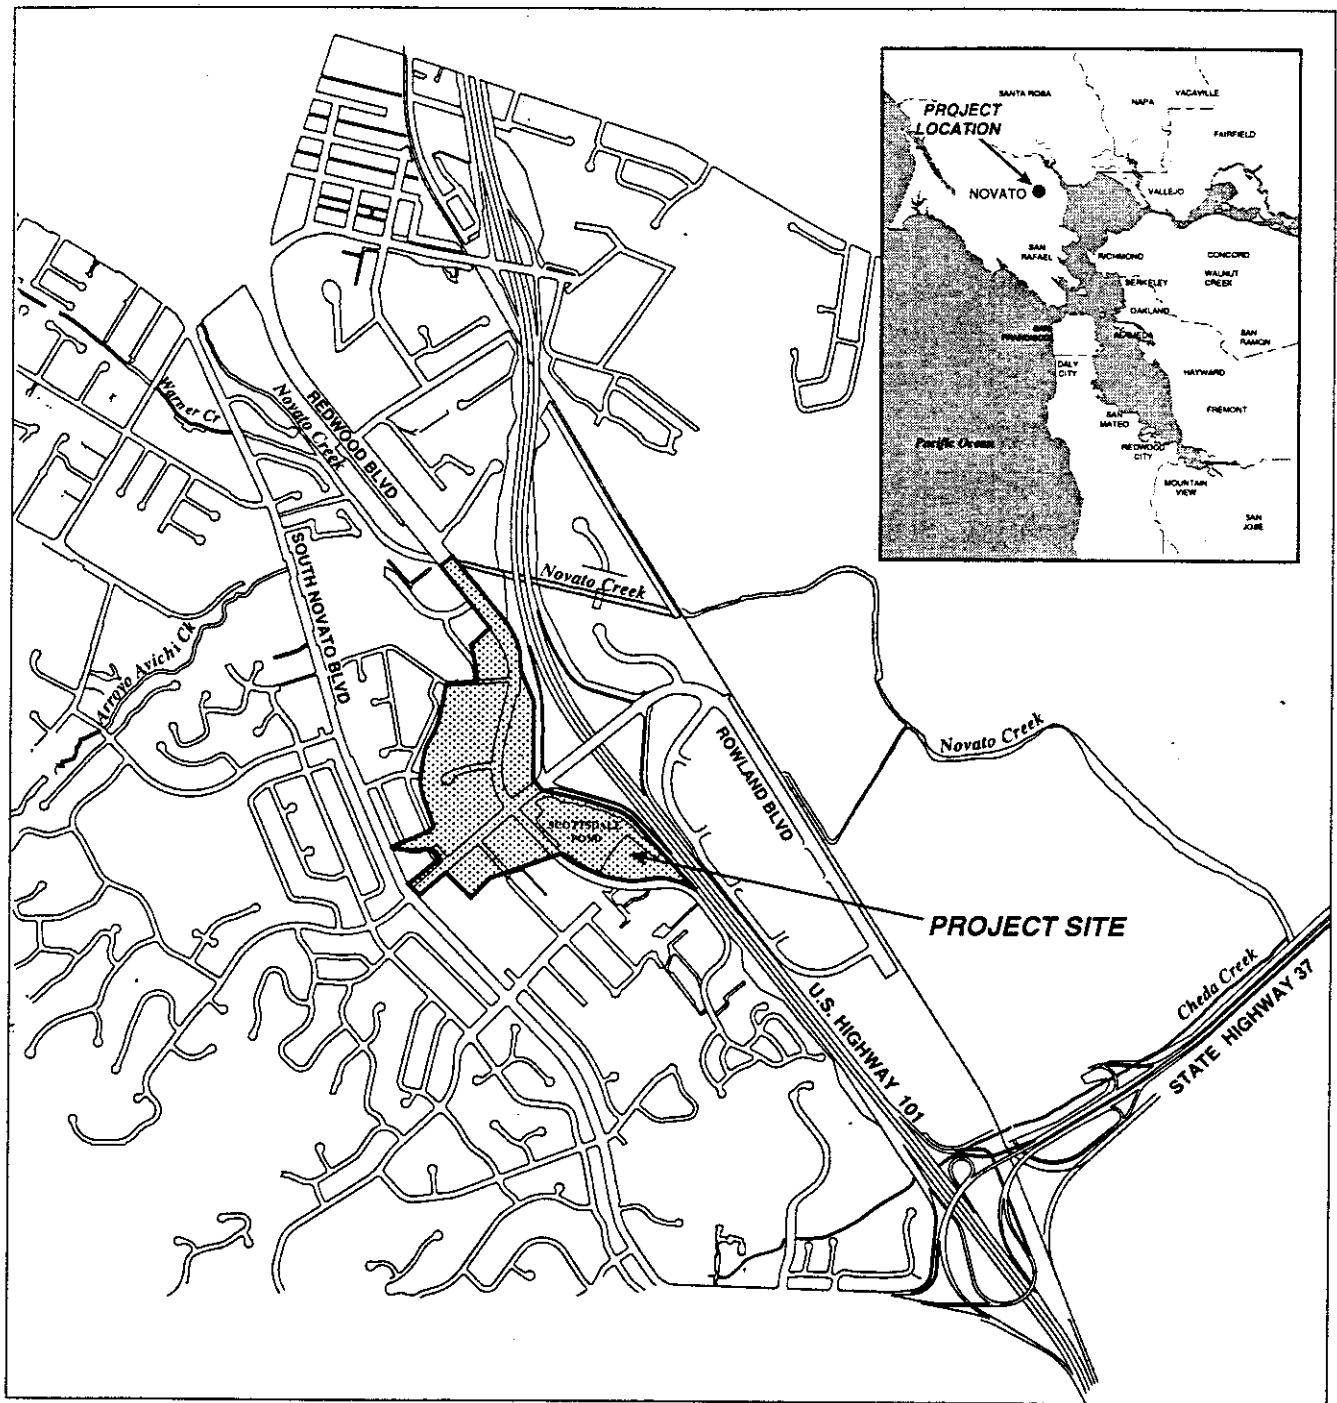 SANTA ROSA
NAPA
VACAVILLE
PROJECT
LOCATION
FAIRFIELD
NOVATO
VALLEJO
SAN
RAFAEL
RICHMOND
CONCORD
WALNUT
CREEK
BERKELEY
OAKLAND
SAN
FRANCISCO
ALAMEDA
SAN
RAMON
DALY
CITY
HAYWARD
SAN
MATEO
FREMONT
Pacific Ocean
REDWOOD
CITY
MOUNTAIN
VIEW
SAN
JOSE
Warner Cr
Novato Creek
REDWOOD BLVD
SOUTH NOVATO BLVD
Novato Creek
Arroyo Avichi Ck
Novato Creek
ROWLAND BLVD
SCOTTSDALE
POND
PROJECT SITE
Cheda Creek
U.S. HIGHWAY 101
STATE HIGHWAY 37